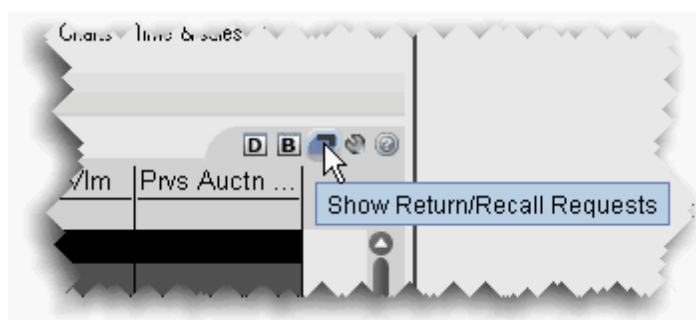 Charts Time & Sales
D B
Vlm Prvs Auctn ...
Show Return/Recall Requests